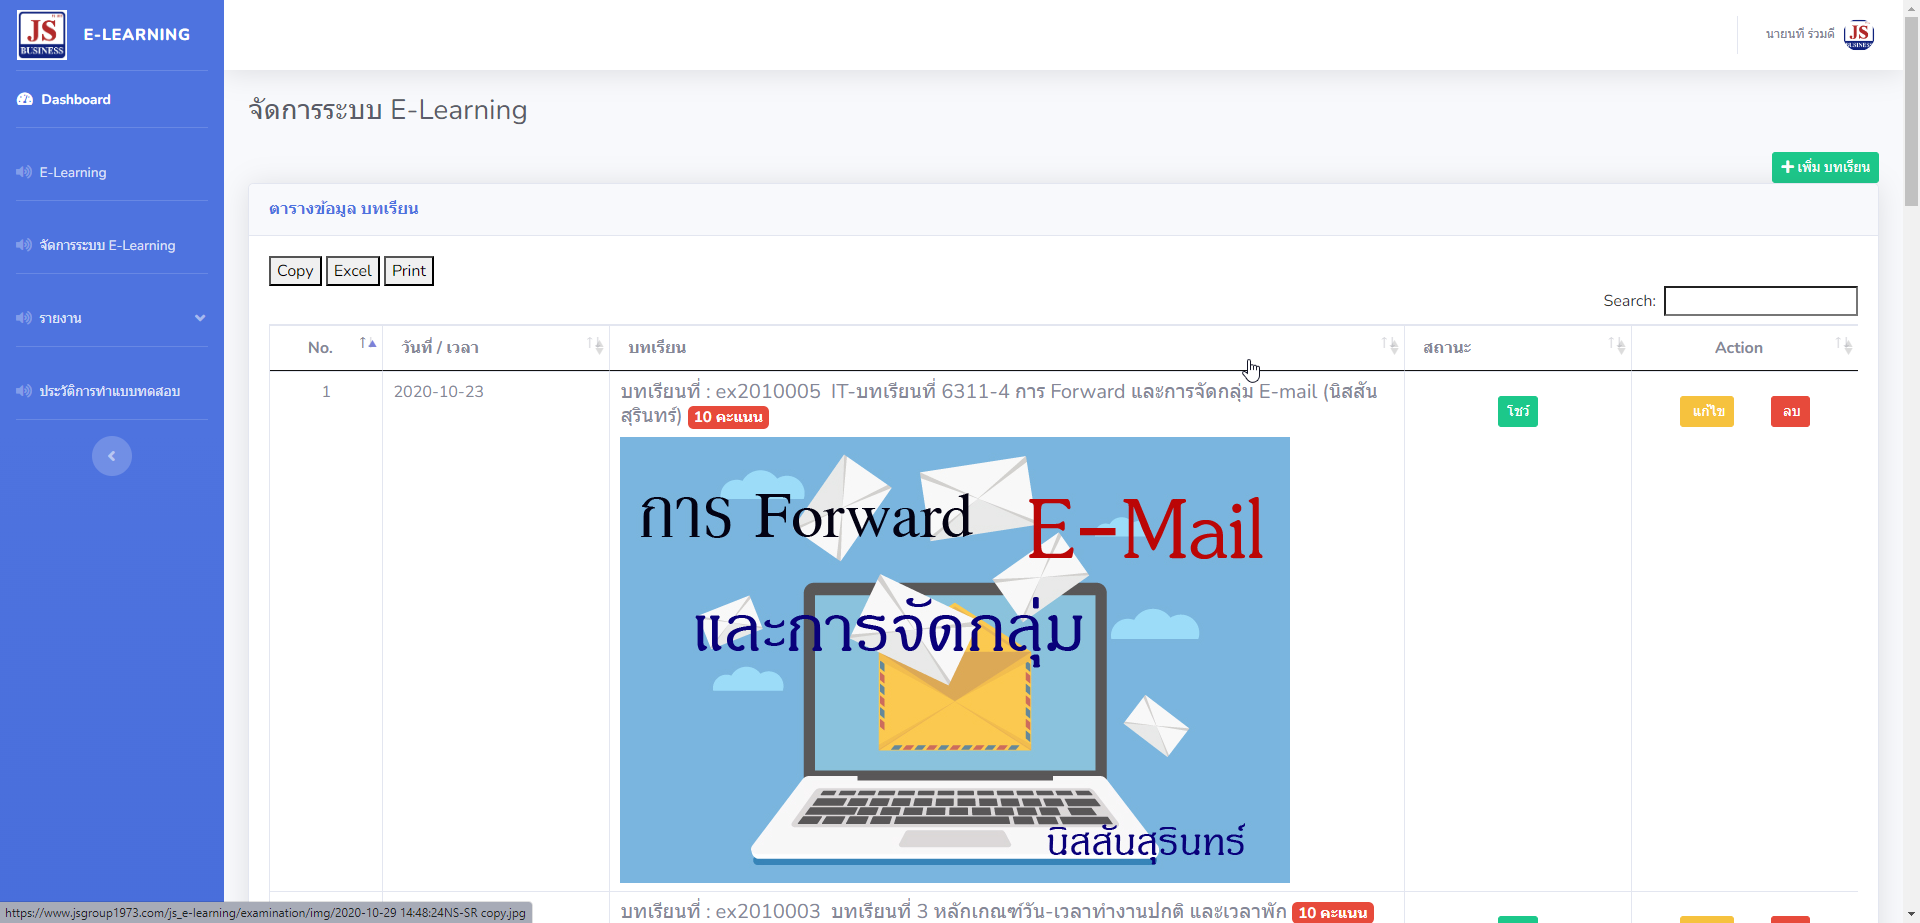 JS
BUSINESS
E-LEARNING
นายนที ร่วมดี
JS
Dashboard
จัดการระบบ E-Learning
E-Learning
+ เพิ่ม บทเรียน
ตารางข้อมูล บทเรียน
จัดการระบบ E-Learning
Copy Excel Print
Search:
รายงาน
No. วันที่ / เวลา บทเรียน สถานะ Action
ประวัติการทำแบบทดสอบ
1 2020-10-23 บทเรียนที่ : ex2010005 IT-บทเรียนที่ 6311-4 การ Forward และการจัดกลุ่ม E-mail (นิสสัน
สุรินทร์) 10 คะแนน
โชว์ แก้ไข ลบ
การ Forward E-Mail
และการจัดกลุ่ม
นิสสันสุรินทร์
บทเรียนที่ : ex2010003 บทเรียนที่ 3 หลักเกณฑ์วัน-เวลาทำงานปกติ และเวลาพัก 10 คะแนน
https://www.jsgroup1973.com/js_e-learning/examination/img/2020-10-29 14:48:24NS-SR copy.jpg